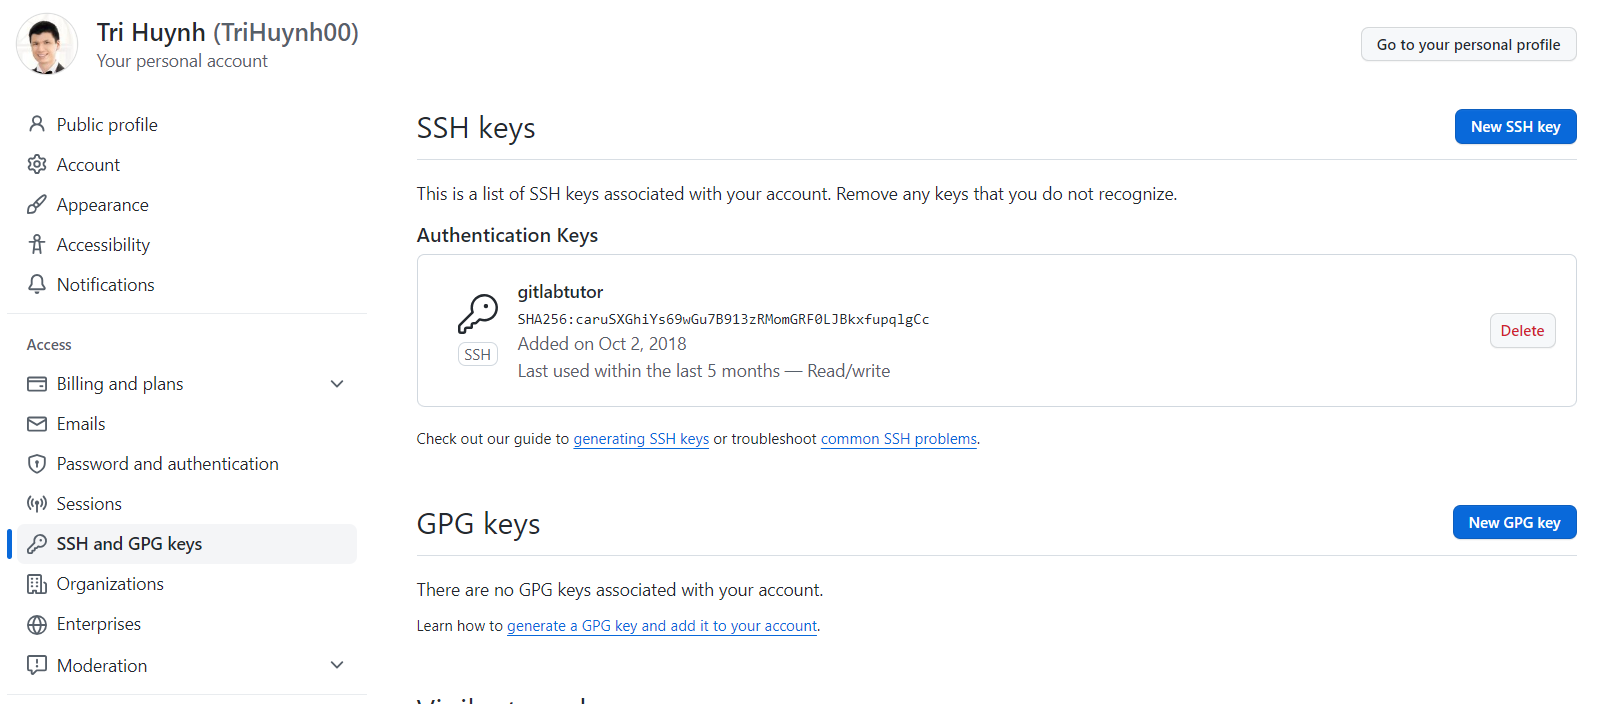 Tri Huynh (TriHuynh00)
Your personal account
Go to your personal profile
Public profile
Account
Appearance
Accessibility
Notifications
Access
Billing and plans
Emails
Password and authentication
Sessions
SSH and GPG keys
Organizations
Enterprises
Moderation
SSH keys
New SSH key
This is a list of SSH keys associated with your account. Remove any keys that you do not recognize.
Authentication Keys
gitlabtutor
SHA256:caruSXGhiYs69wGu7B913zRMomGRF0LJBkxfupqlgCc
SSH
Added on Oct 2, 2018
Last used within the last 5 months — Read/write
Delete
Check out our guide to generating SSH keys or troubleshoot common SSH problems.
GPG keys
New GPG key
There are no GPG keys associated with your account.
Learn how to generate a GPG key and add it to your account.